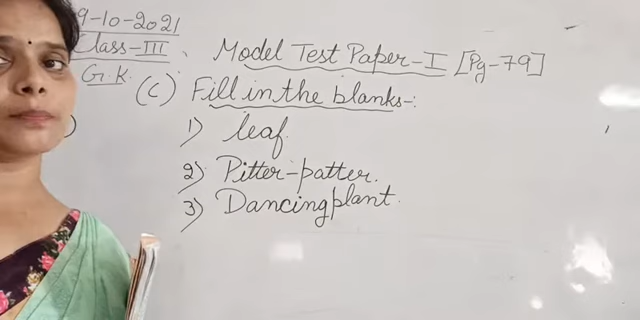 9-10-2021
Class-III
G.K.
Model Test Paper-I [Pg-79]
(C) Fill in the blanks-:
1) leaf.
2) Pitter-patter.
3) Dancing plant.